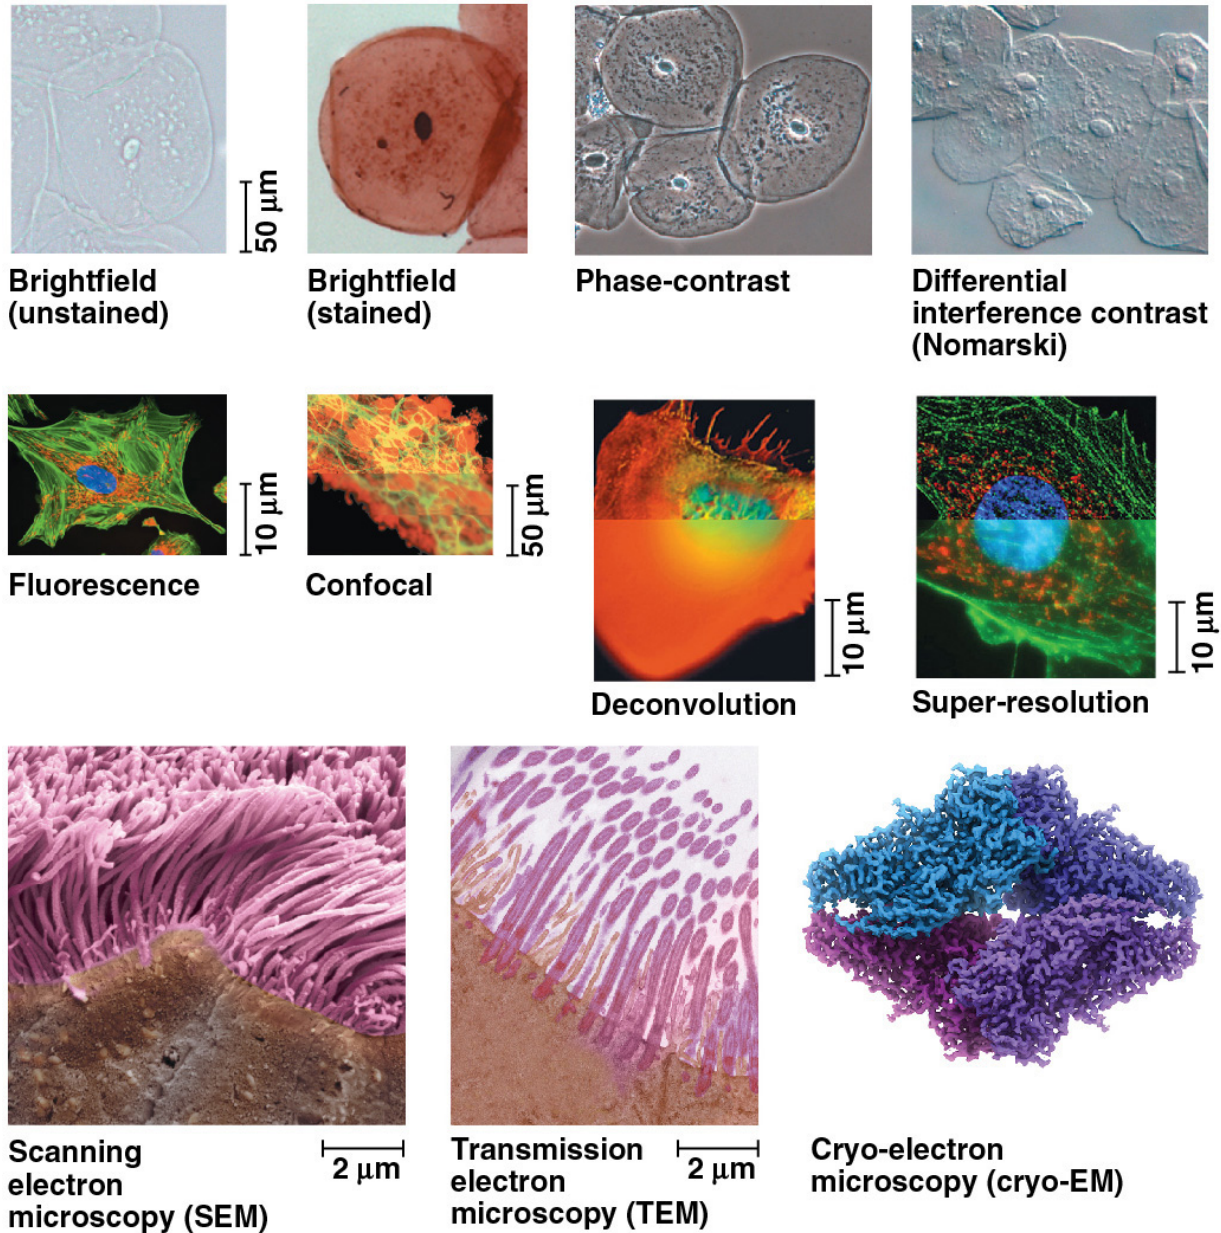 50 μm
Brightfield
(unstained)
Brightfield
(stained)
Phase-contrast
Differential
interference contrast
(Nomarski)
10 μm
50 μm
Fluorescence
Confocal
10 μm
10 μm
Deconvolution
Super-resolution
Scanning
electron
microscopy (SEM)
2 μm
Transmission
electron
microscopy (TEM)
2 μm
Cryo-electron
microscopy (cryo-EM)